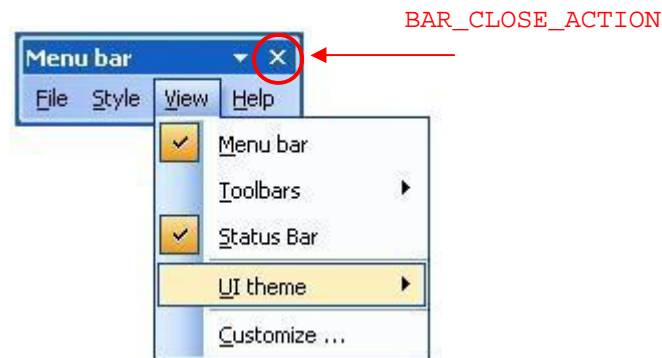 BAR_CLOSE_ACTION
Menu bar
File Style View Help
Menu bar
Toolbars
Status Bar
UI theme
Customize ...